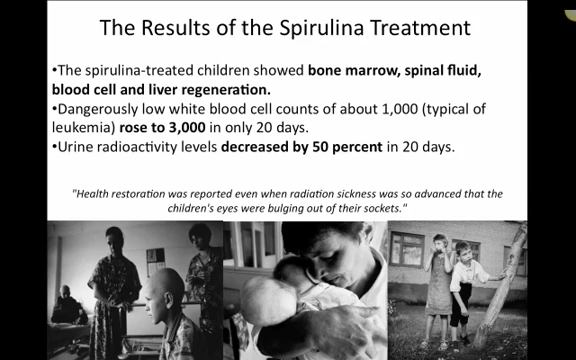 The Results of the Spirulina Treatment
•The spirulina-treated children showed bone marrow, spinal fluid,
blood cell and liver regeneration.
•Dangerously low white blood cell counts of about 1,000 (typical of
leukemia) rose to 3,000 in only 20 days.
•Urine radioactivity levels decreased by 50 percent in 20 days.
"Health restoration was reported even when radiation sickness was so advanced that the
children's eyes were bulging out of their sockets."